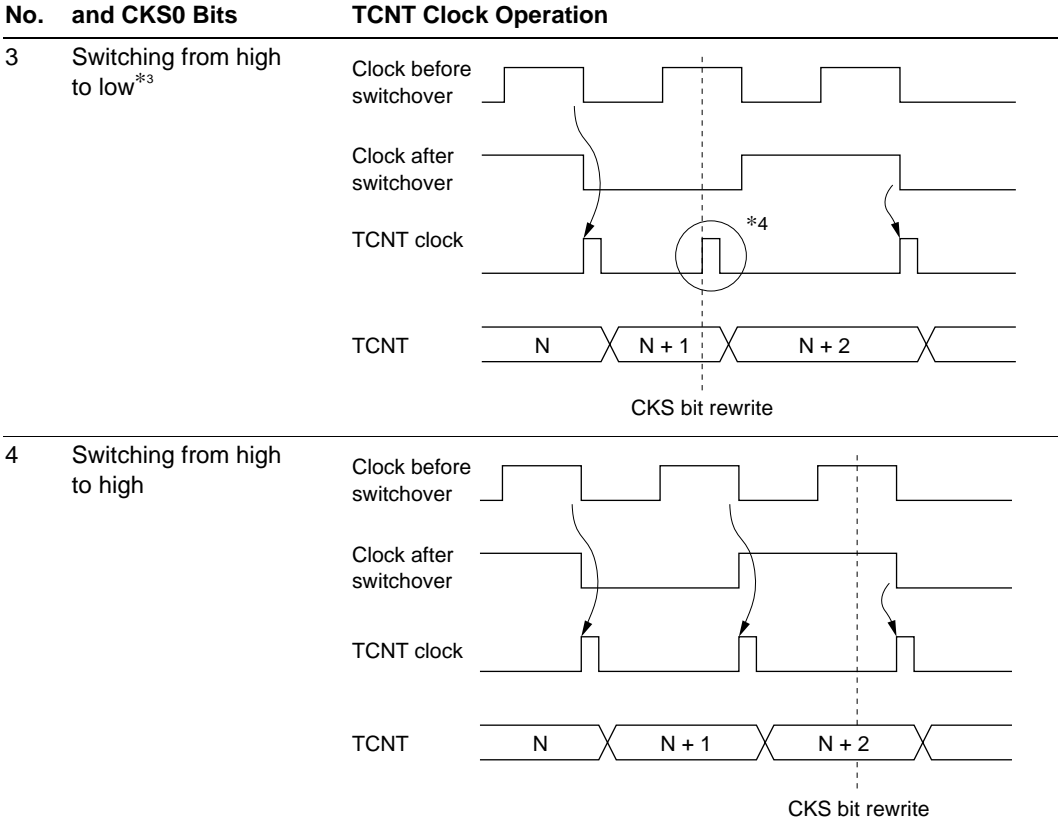 No. and CKS0 Bits TCNT Clock Operation
3 Switching from high
to low*3
Clock before
switchover
Clock after
switchover
TCNT clock
*4
TCNT N N + 1 N + 2
CKS bit rewrite
4 Switching from high
to high
Clock before
switchover
Clock after
switchover
TCNT clock
TCNT N N + 1 N + 2
CKS bit rewrite